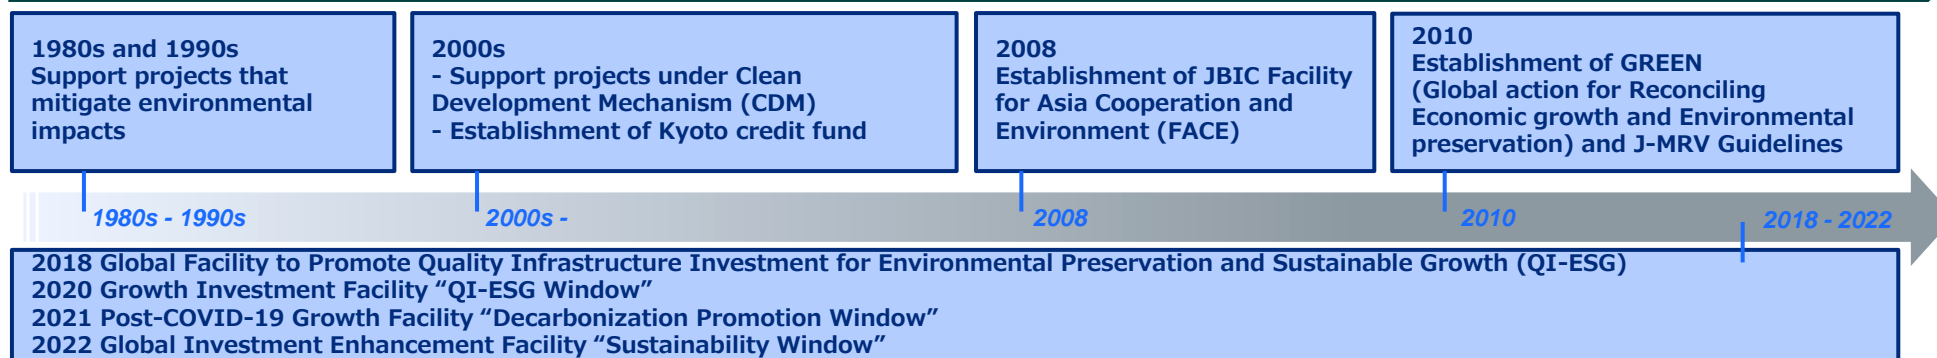 1980s and 1990s
Support projects that
mitigate environmental
impacts
2000s
- Support projects under Clean
Development Mechanism (CDM)
- Establishment of Kyoto credit fund
2008
Establishment of JBIC Facility
for Asia Cooperation and
Environment (FACE)
2010
Establishment of GREEN
(Global action for Reconciling
Economic growth and Environmental
preservation) and J-MRV Guidelines
1980s - 1990s
2000s -
2008
2010
2018 - 2022
2018 Global Facility to Promote Quality Infrastructure Investment for Environmental Preservation and Sustainable Growth (QI-ESG)
2020 Growth Investment Facility “QI-ESG Window”
2021 Post-COVID-19 Growth Facility “Decarbonization Promotion Window”
2022 Global Investment Enhancement Facility “Sustainability Window”